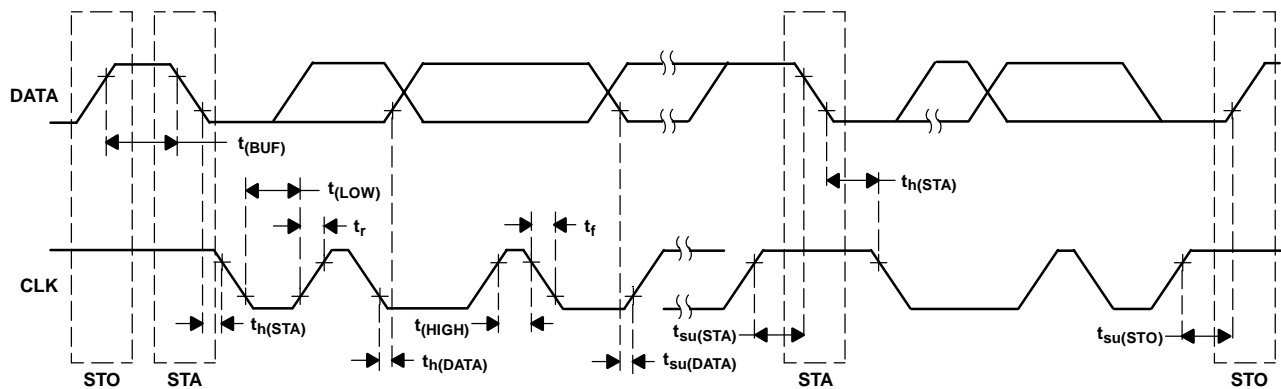 DATA
t(BUF)
t(LOW)
th(STA)
tr
tf
CLK
th(STA)
t(HIGH)
tsu(STA)
tsu(STO)
th(DATA)
tsu(DATA)
STO
STA
STA
STO